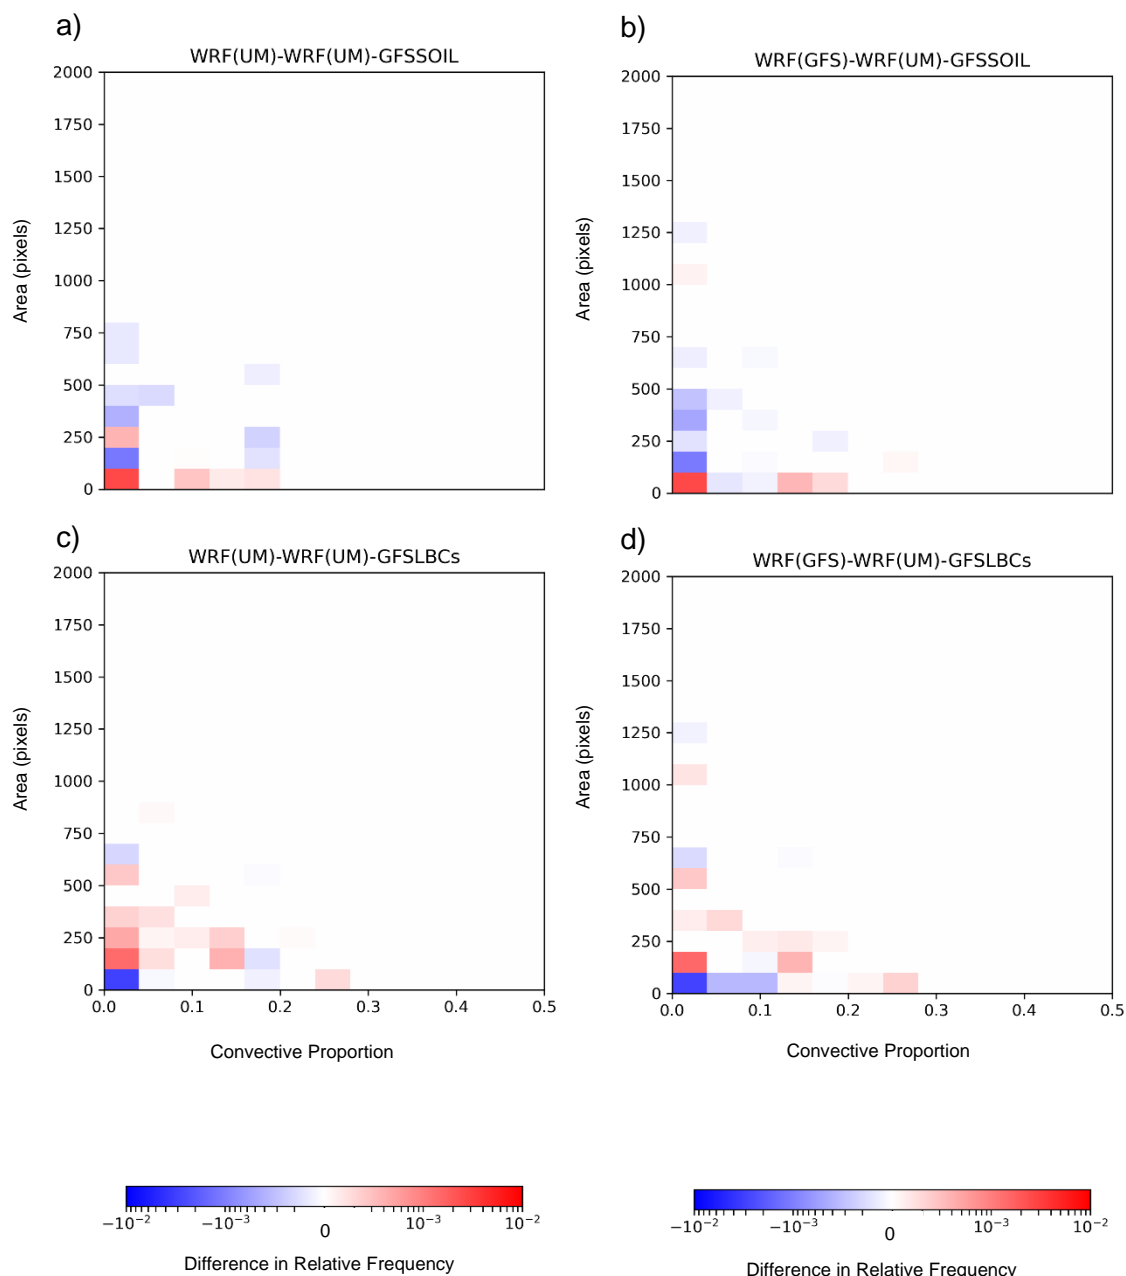 a)
WRF(UM)-WRF(UM)-GFSSOIL
2000
1750
1500
1250
1000
750
500
250
0
Area (pixels)
b)
WRF(GFS)-WRF(UM)-GFSSOIL
2000
1750
1500
1250
1000
750
500
250
0
Area (pixels)
c)
WRF(UM)-WRF(UM)-GFSLBCs
2000
1750
1500
1250
1000
750
500
250
0
Area (pixels)
0.0 0.1 0.2 0.3 0.4 0.5
Convective Proportion
d)
WRF(GFS)-WRF(UM)-GFSLBCs
2000
1750
1500
1250
1000
750
500
250
0
Area (pixels)
0.0 0.1 0.2 0.3 0.4 0.5
Convective Proportion
−10⁻² −10⁻³ 0 10⁻³ 10⁻²
Difference in Relative Frequency
−10⁻² −10⁻³ 0 10⁻³ 10⁻²
Difference in Relative Frequency